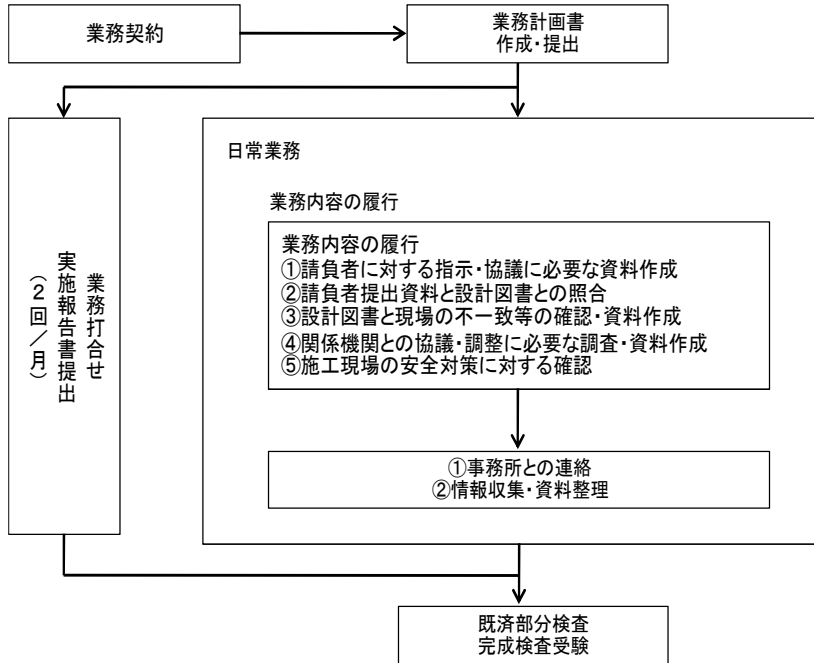 業務契約
業務計画書
作成・提出
業務打合せ
実施報告書提出
（２回／月）
日常業務
業務内容の履行
業務内容の履行
①請負者に対する指示・協議に必要な資料作成
②請負者提出資料と設計図書との照合
③設計図書と現場の不一致等の確認・資料作成
④関係機関との協議・調整に必要な調査・資料作成
⑤施工現場の安全対策に対する確認
①事務所との連絡
②情報収集・資料整理
既済部分検査
完成検査受験